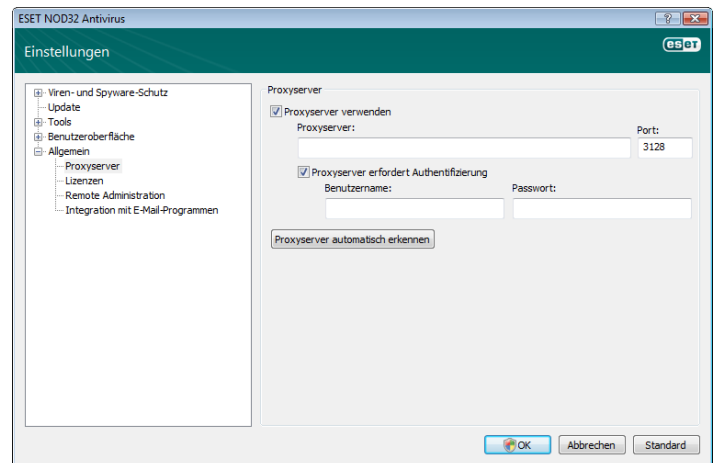 ESET NOD32 Antivirus
Einstellungen
eseT
Viren- und Spyware-Schutz
Update
Tools
Benutzeroberfläche
Allgemein
Proxyserver
Lizenzen
Remote Administration
Integration mit E-Mail-Programmen
Proxyserver
Proxyserver verwenden
Proxyserver:
Port:
3128
Proxyserver erfordert Authentifizierung
Benutzername:
Passwort:
Proxyserver automatisch erkennen
OK
Abbrechen
Standard